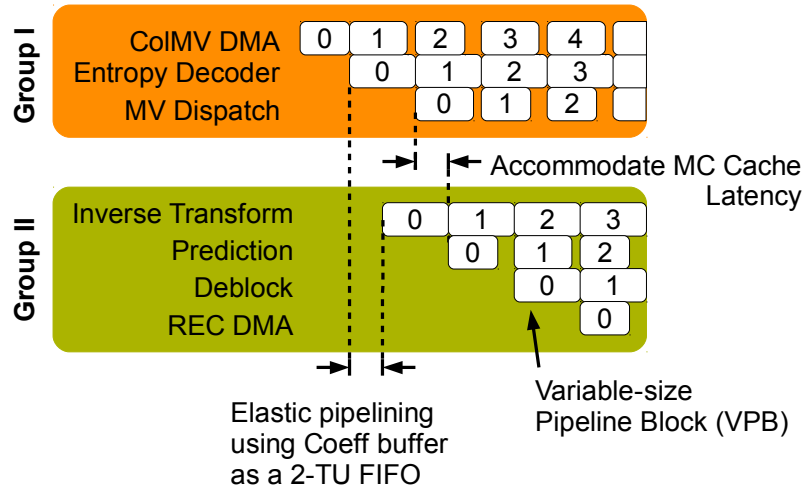 Group I
ColMV DMA 0 1 2 3 4
Entropy Decoder 0 1 2 3
MV Dispatch 0 1 2
Accommodate MC Cache
Latency
Group II
Inverse Transform 0 1 2 3
Prediction 0 1 2
Deblock 0 1
REC DMA 0
Elastic pipelining
using Coeff buffer
as a 2-TU FIFO
Variable-size
Pipeline Block (VPB)